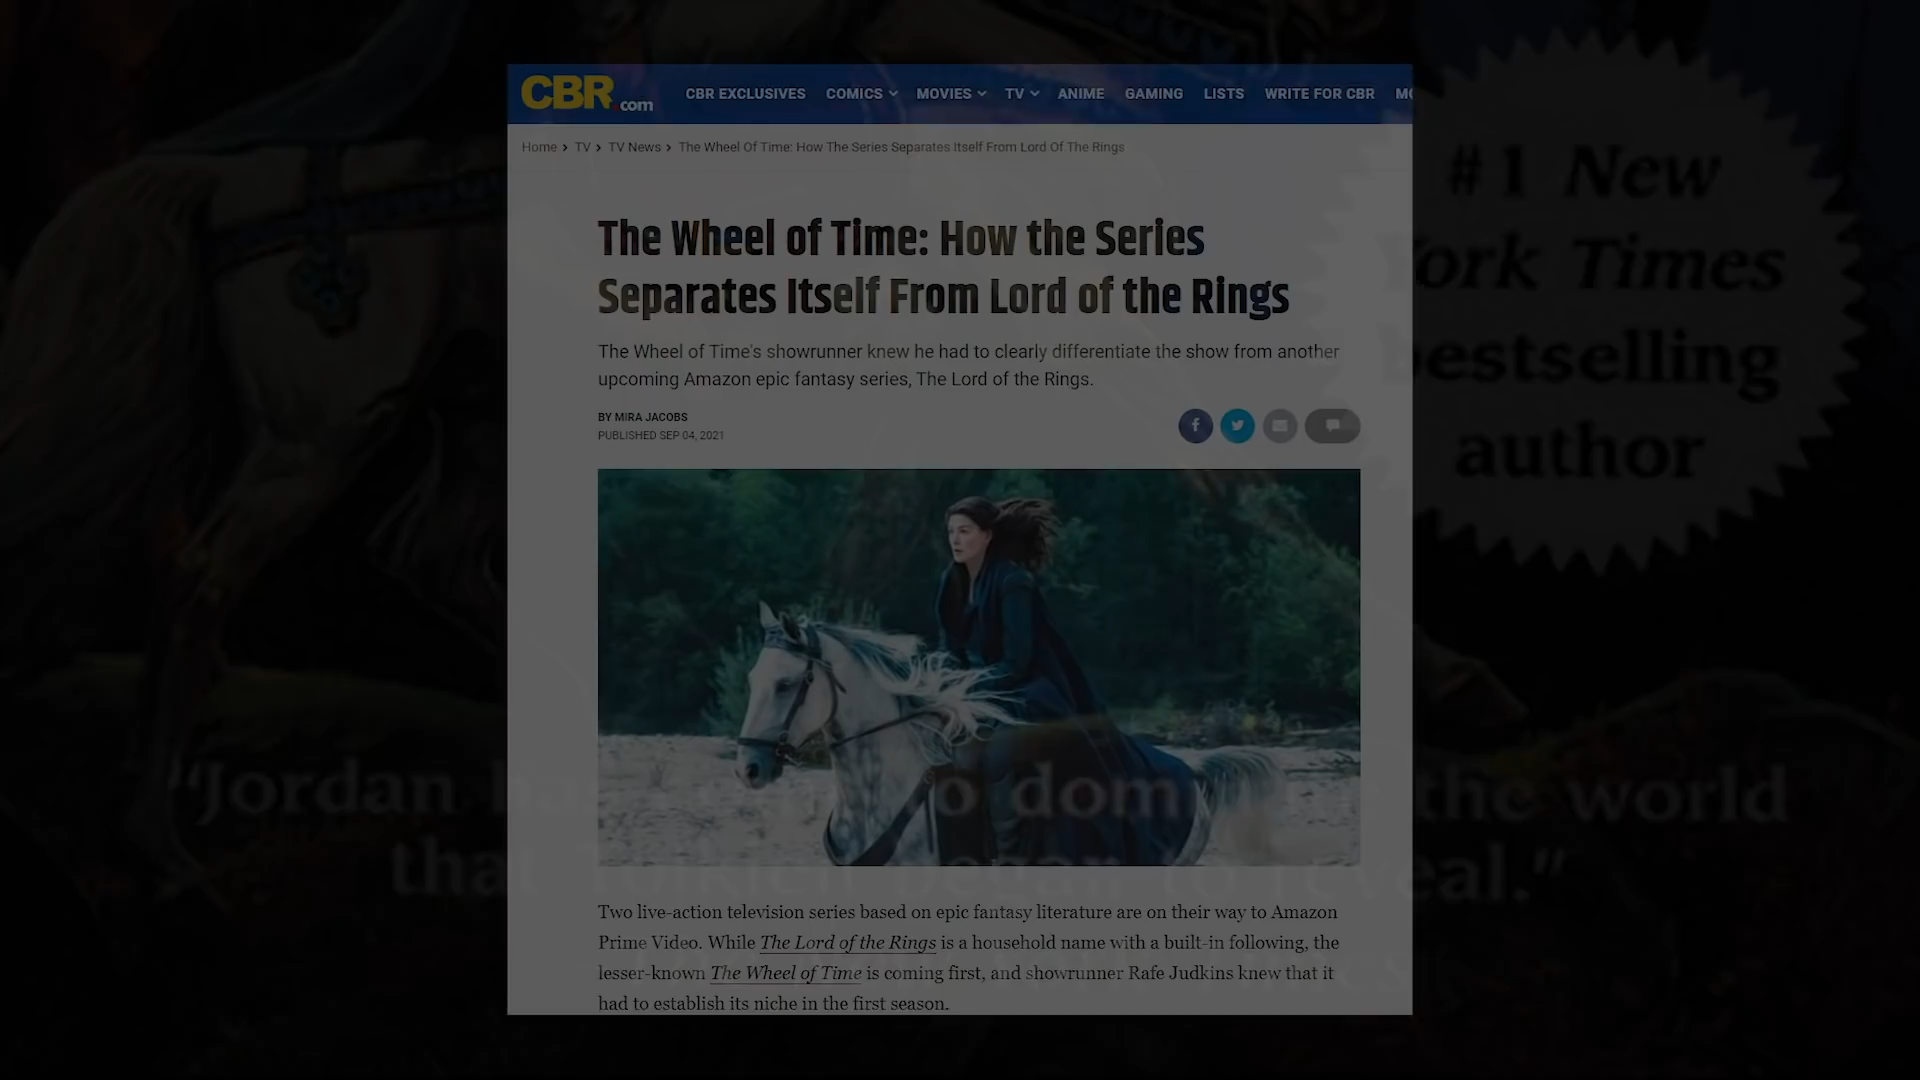 CBR.com
CBR EXCLUSIVES COMICS MOVIES TV ANIME GAMING LISTS WRITE FOR CBR
Home > TV > TV News > The Wheel Of Time: How The Series Separates Itself From Lord Of The Rings
The Wheel of Time: How the Series
Separates Itself From Lord of the Rings
The Wheel of Time's showrunner knew he had to clearly differentiate the show from another
upcoming Amazon epic fantasy series, The Lord of the Rings.
BY MIRA JACOBS
PUBLISHED SEP 04, 2021
Two live-action television series based on epic fantasy literature are on their way to Amazon
Prime Video. While The Lord of the Rings is a household name with a built-in following, the
lesser-known The Wheel of Time is coming first, and showrunner Rafe Judkins knew that it
had to establish its niche in the first season.
#1 New
York Times
bestselling
author
"Jordan the world
that Tolkien began to reveal."